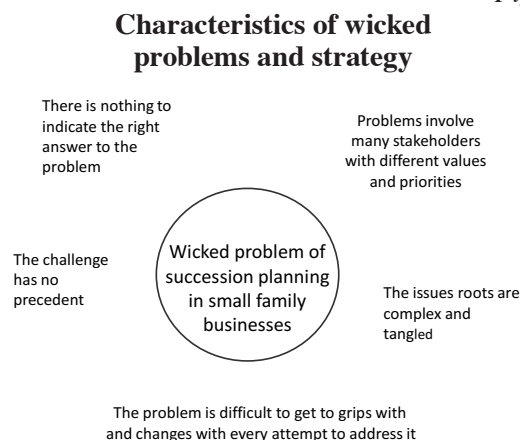 Characteristics of wicked
problems and strategy
There is nothing to
indicate the right
answer to the
problem
Problems involve
many stakeholders
with different values
and priorities
The challenge
has no
precedent
Wicked problem of
succession planning
in small family
businesses
The issues roots are
complex and
tangled
The problem is difficult to get to grips with
and changes with every attempt to address it